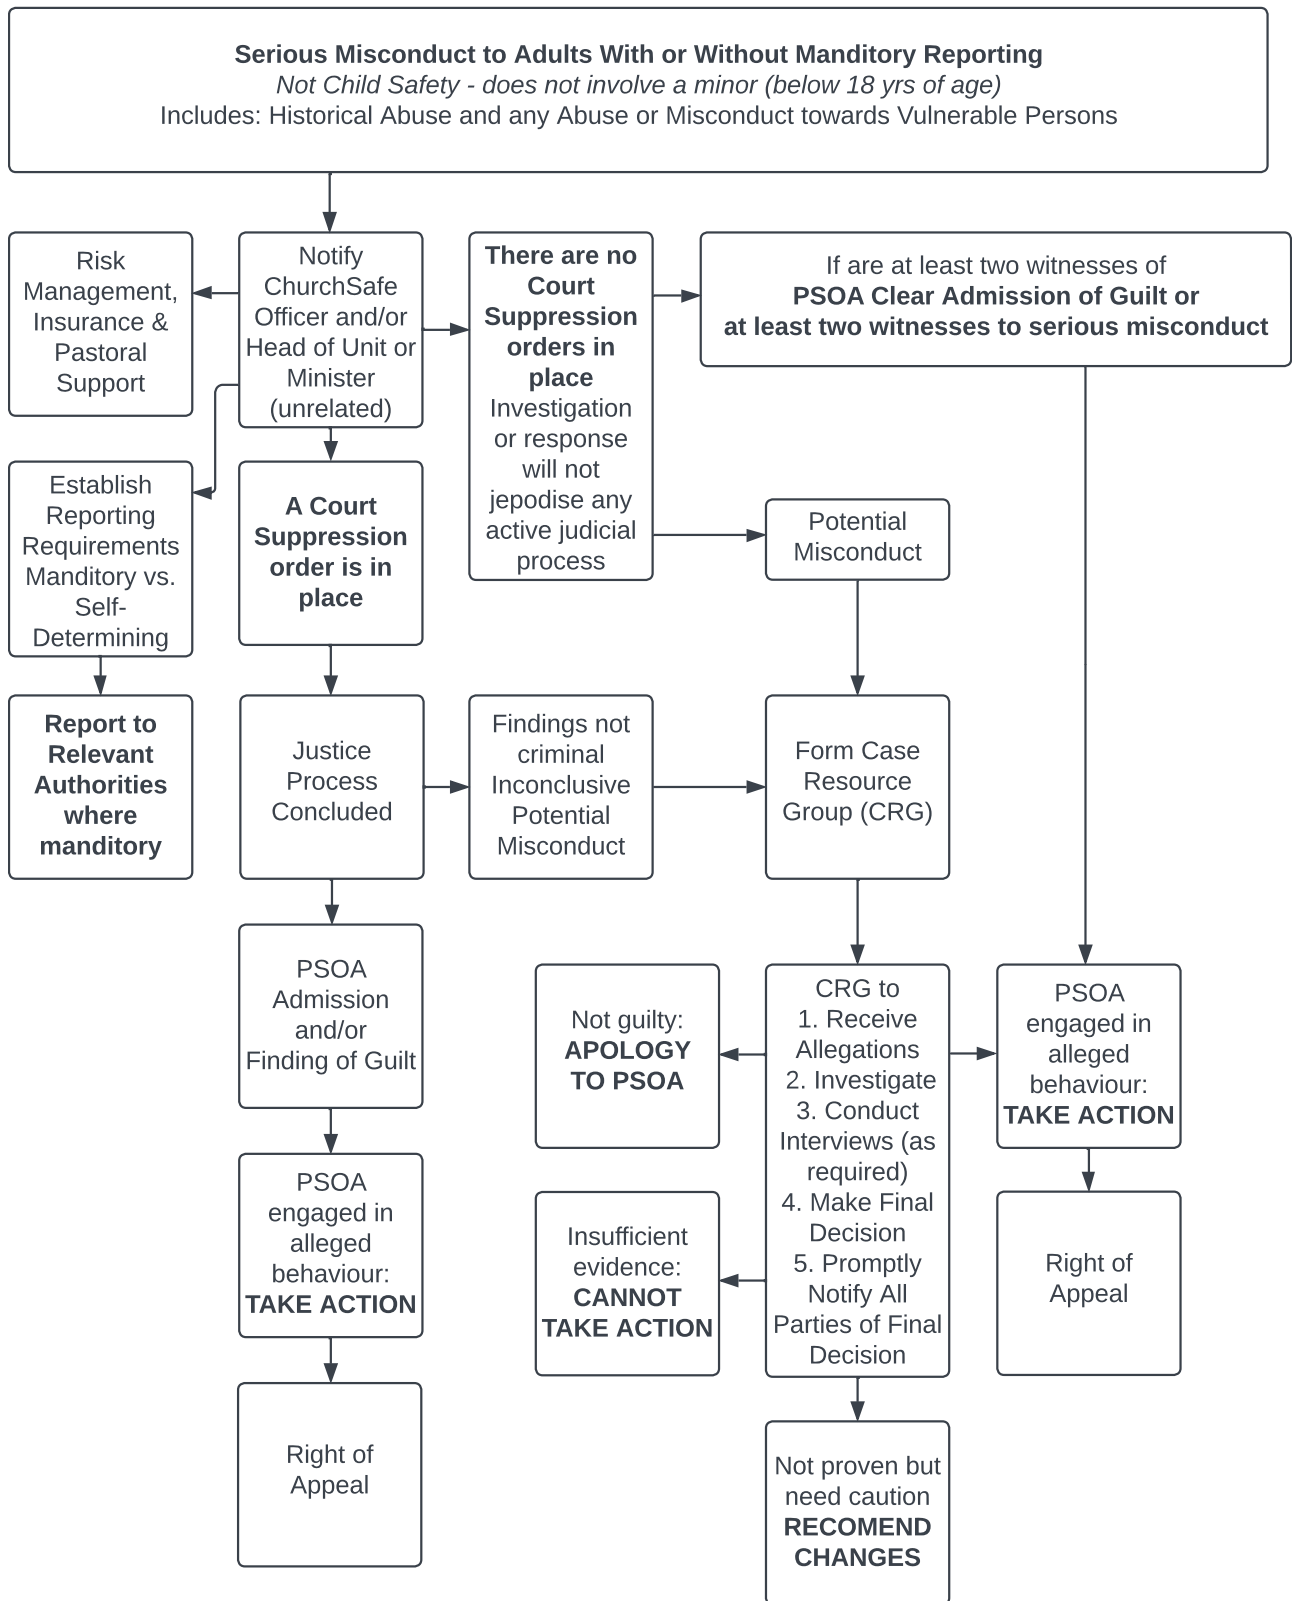 Serious Misconduct to Adults With or Without Manditory Reporting
Not Child Safety - does not involve a minor (below 18 yrs of age)
Includes: Historical Abuse and any Abuse or Misconduct towards Vulnerable Persons
Risk
Management,
Insurance &
Pastoral
Support
Notify
ChurchSafe
Officer and/or
Head of Unit or
Minister
(unrelated)
There are no
Court
Suppression
orders in
place
Investigation
or response
will not
jepodise any
active judicial
process
If are at least two witnesses of
PSOA Clear Admission of Guilt or
at least two witnesses to serious misconduct
Establish
Reporting
Requirements
Manditory vs.
Self-
Determining
A Court
Suppression
order is in
place
Potential
Misconduct
Report to
Relevant
Authorities
where
manditory
Justice
Process
Concluded
Findings not
criminal
Inconclusive
Potential
Misconduct
Form Case
Resource
Group (CRG)
PSOA
Admission
and/or
Finding of Guilt
Not guilty:
APOLOGY
TO PSOA
CRG to
1. Receive
Allegations
2. Investigate
3. Conduct
Interviews (as
required)
4. Make Final
Decision
5. Promptly
Notify All
Parties of Final
Decision
PSOA
engaged in
alleged
behaviour:
TAKE ACTION
PSOA
engaged in
alleged
behaviour:
TAKE ACTION
Insufficient
evidence:
CANNOT
TAKE ACTION
Right of
Appeal
Right of
Appeal
Not proven but
need caution
RECOMEND
CHANGES